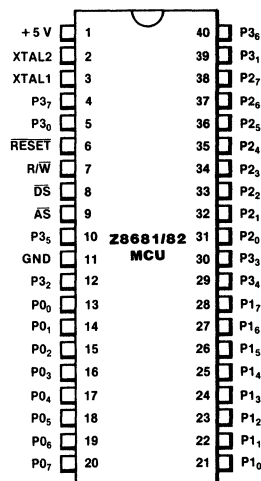 +5 V 1 40 P3₆
XTAL2 2 39 P3₁
XTAL1 3 38 P2₇
P3₇ 4 37 P2₆
P3₀ 5 36 P2₅
R̅E̅S̅E̅T̅ 6 35 P2₄
R/W̅ 7 34 P2₃
D̅S̅ 8 33 P2₂
A̅S̅ 9 32 P2₁
P3₅ 10 Z8681/82 31 P2₀
GND 11 MCU 30 P3₃
P3₂ 12 29 P3₄
P0₀ 13 28 P1₇
P0₁ 14 27 P1₆
P0₂ 15 26 P1₅
P0₃ 16 25 P1₄
P0₄ 17 24 P1₃
P0₅ 18 23 P1₂
P0₆ 19 22 P1₁
P0₇ 20 21 P1₀